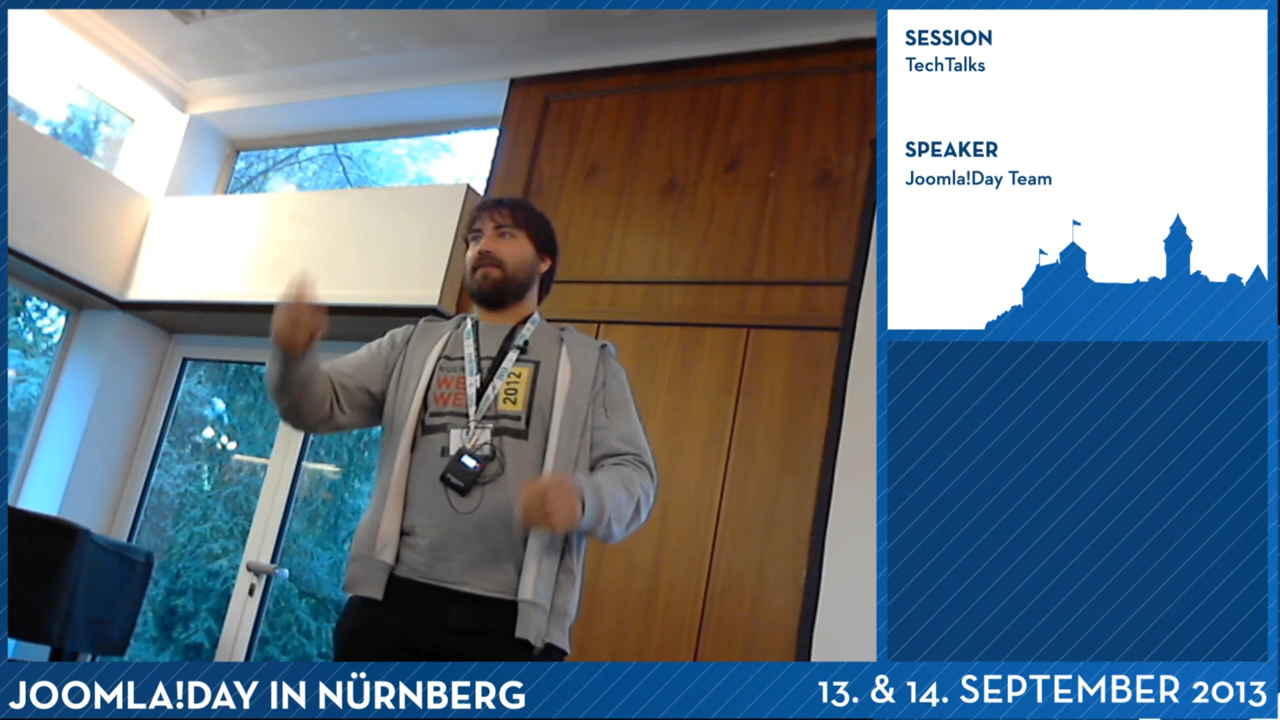 SESSION
TechTalks
SPEAKER
Joomla!Day Team
2012
JOOMLA!DAY IN NÜRNBERG
13. & 14. SEPTEMBER 2013